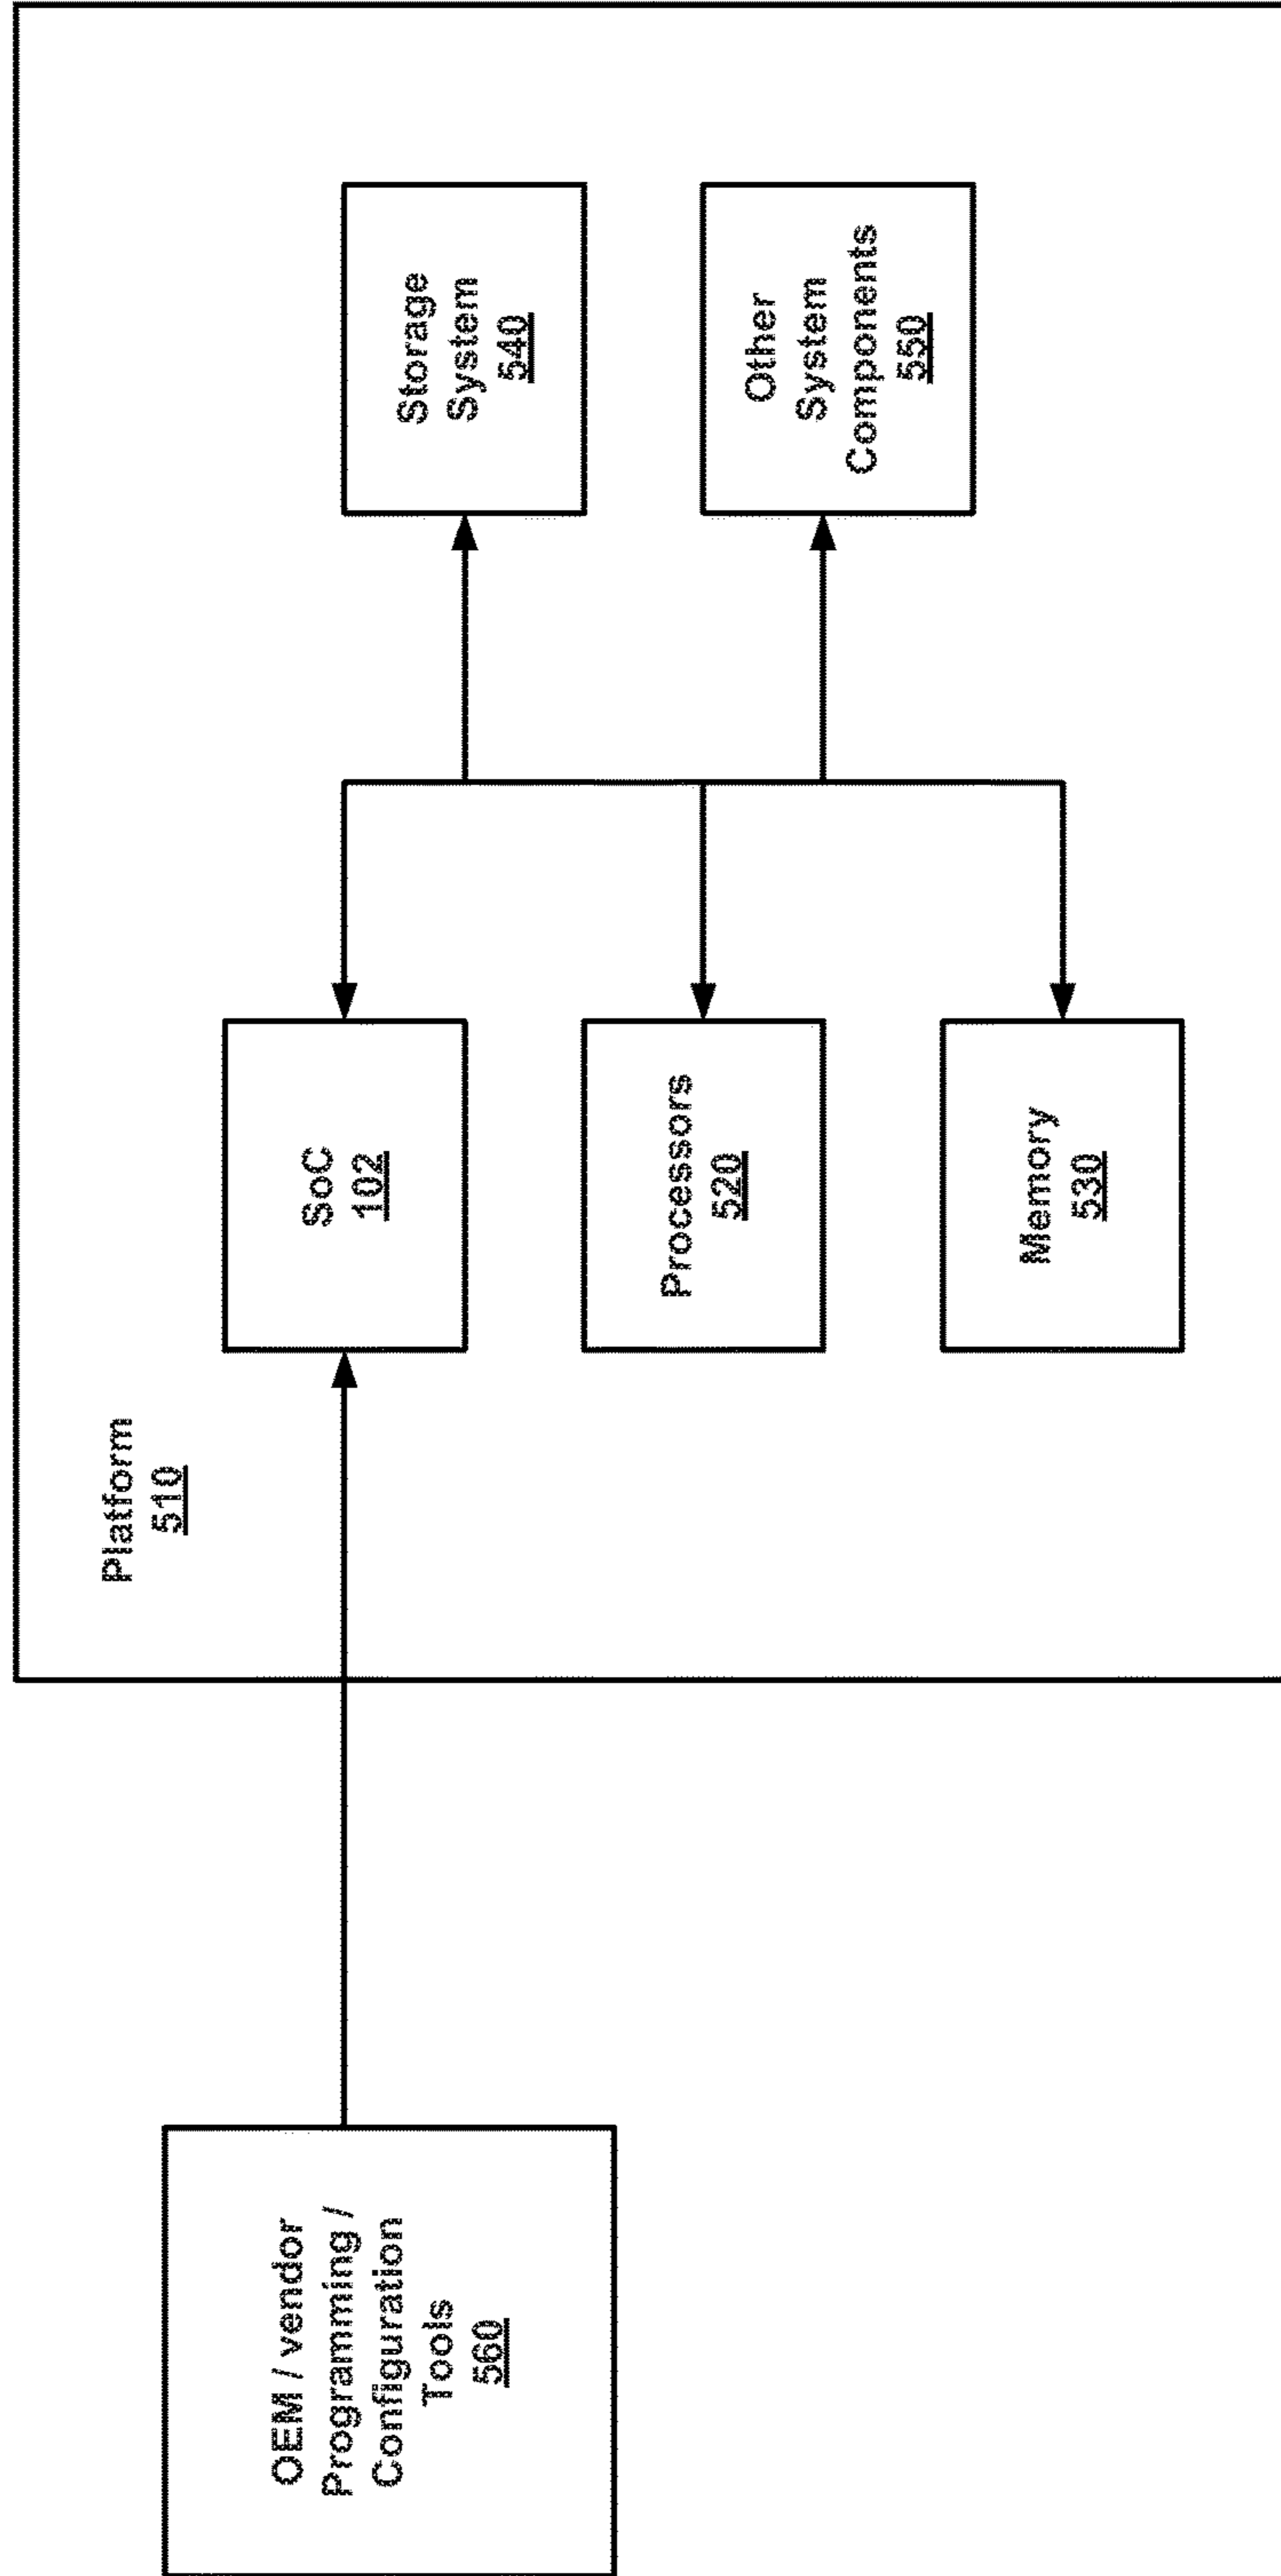 Platform
510
OEM / vendor
Programming /
Configuration
Tools
560
SoC
102
Processors
520
Memory
530
Storage
System
540
Other
System
Components
550